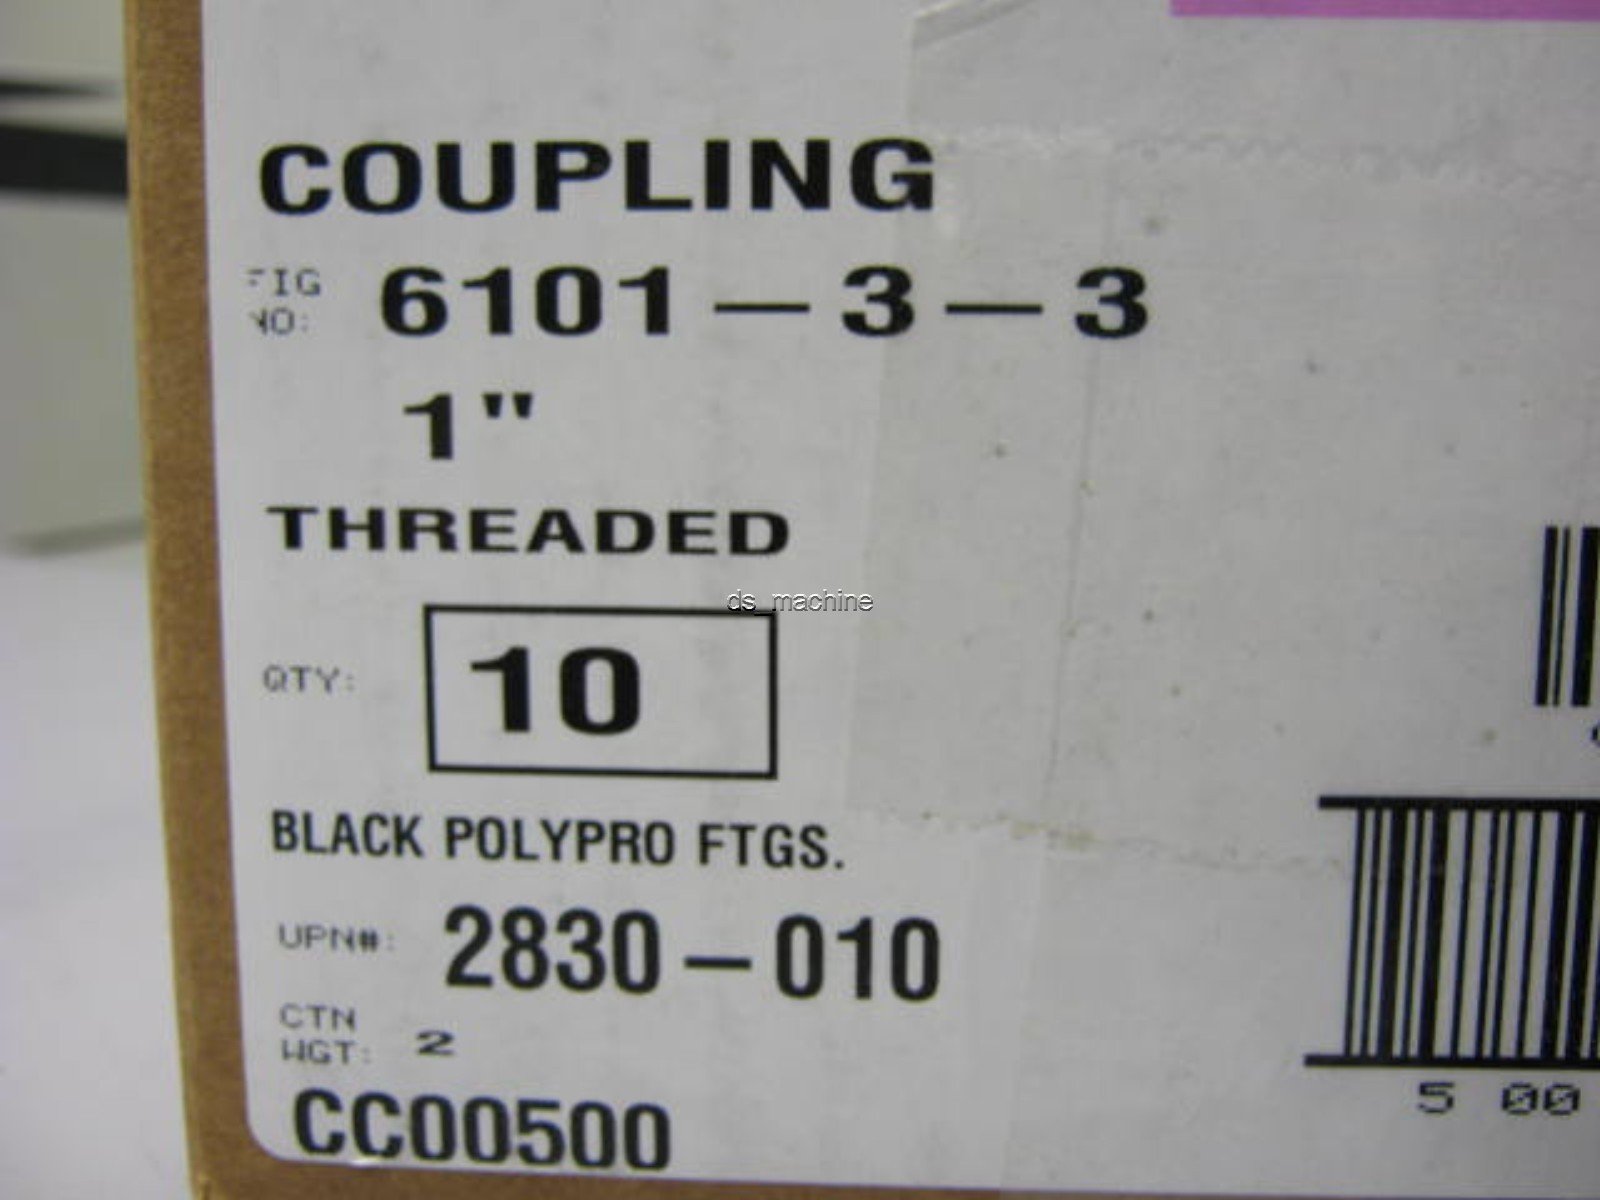 COUPLING
FIG NO: 6101-3-3
1"
THREADED
ds_machine
QTY: 10
BLACK POLYPRO FTGS.
UPN#: 2830-010
CTN WGT: 2
CC00500
5 00